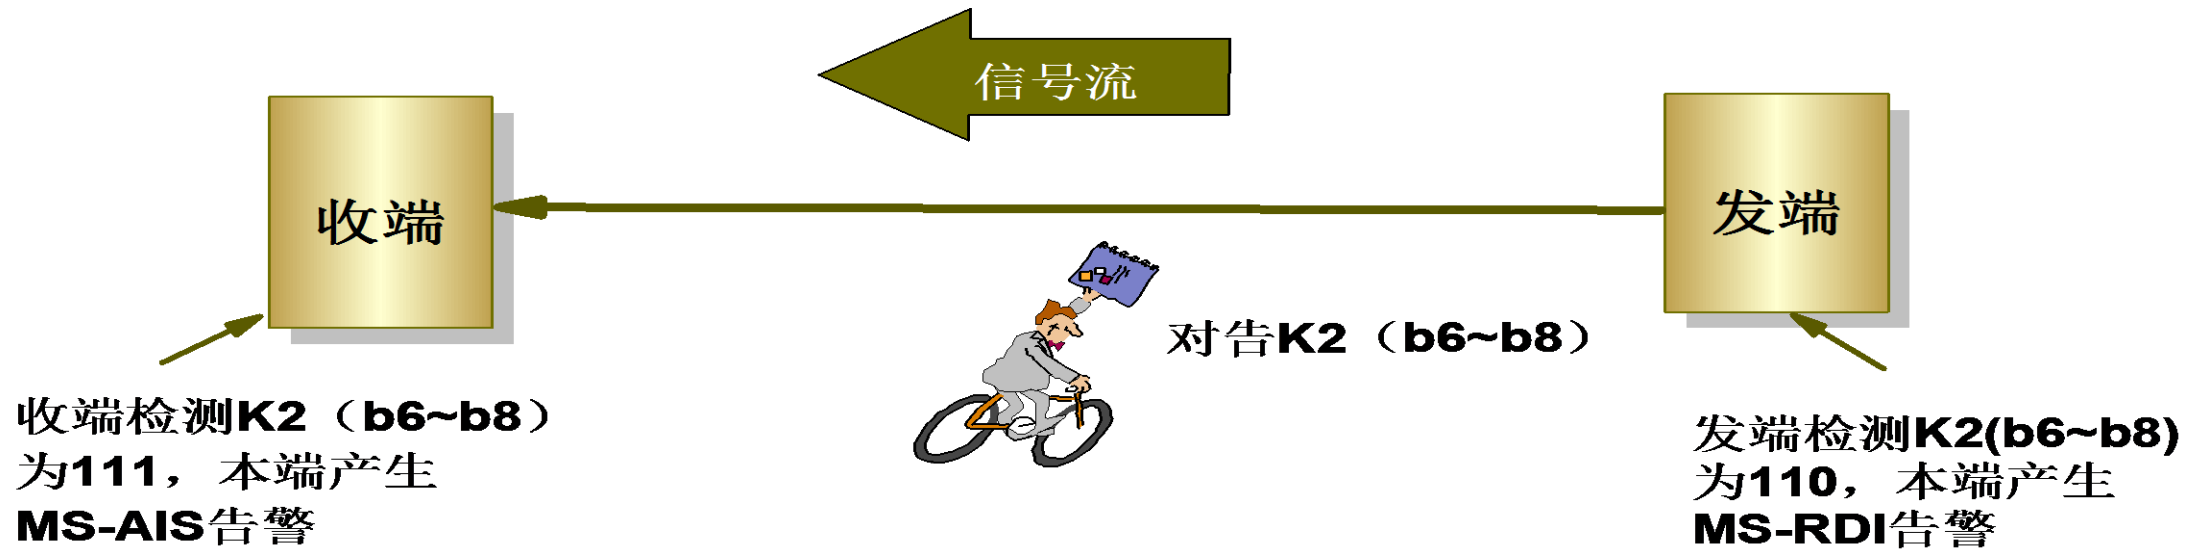 信号流
收端
发端
对告K2（b6~b8）
收端检测K2（b6~b8）
为111，本端产生
MS-AIS告警
发端检测K2(b6~b8)
为110，本端产生
MS-RDI告警